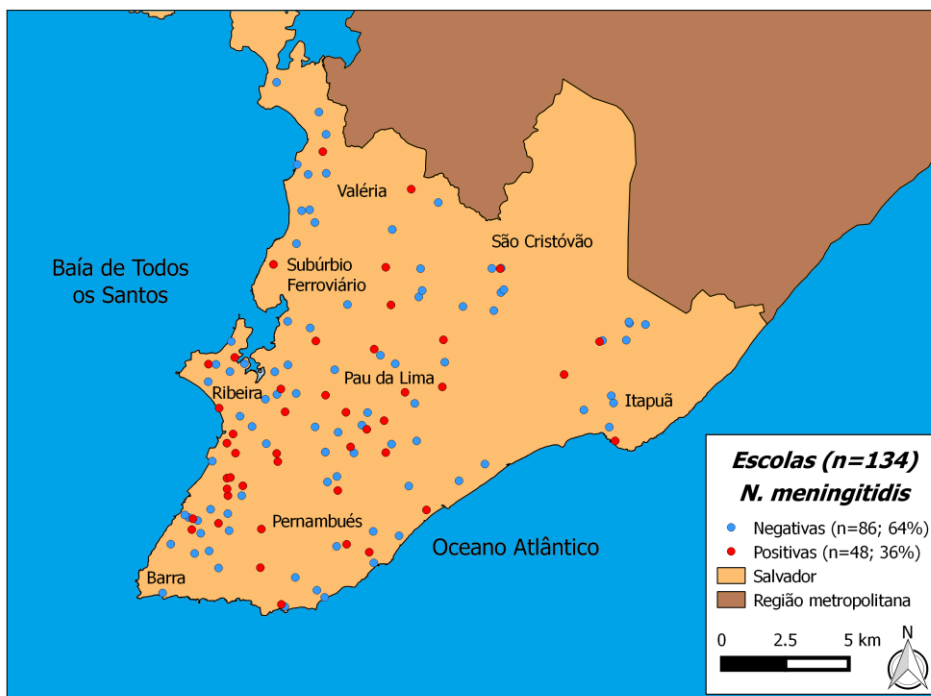 Valéria
São Cristóvão
Baía de Todos
os Santos
Subúrbio
Ferroviário
Pau da Lima
Ribeira
Itapuã
Pernambués
Oceano Atlântico
Barra
Escolas (n=134)
N. meningitidis
Negativas (n=86; 64%)
Positivas (n=48; 36%)
Salvador
Região metropolitana
0 2.5 5 km
N